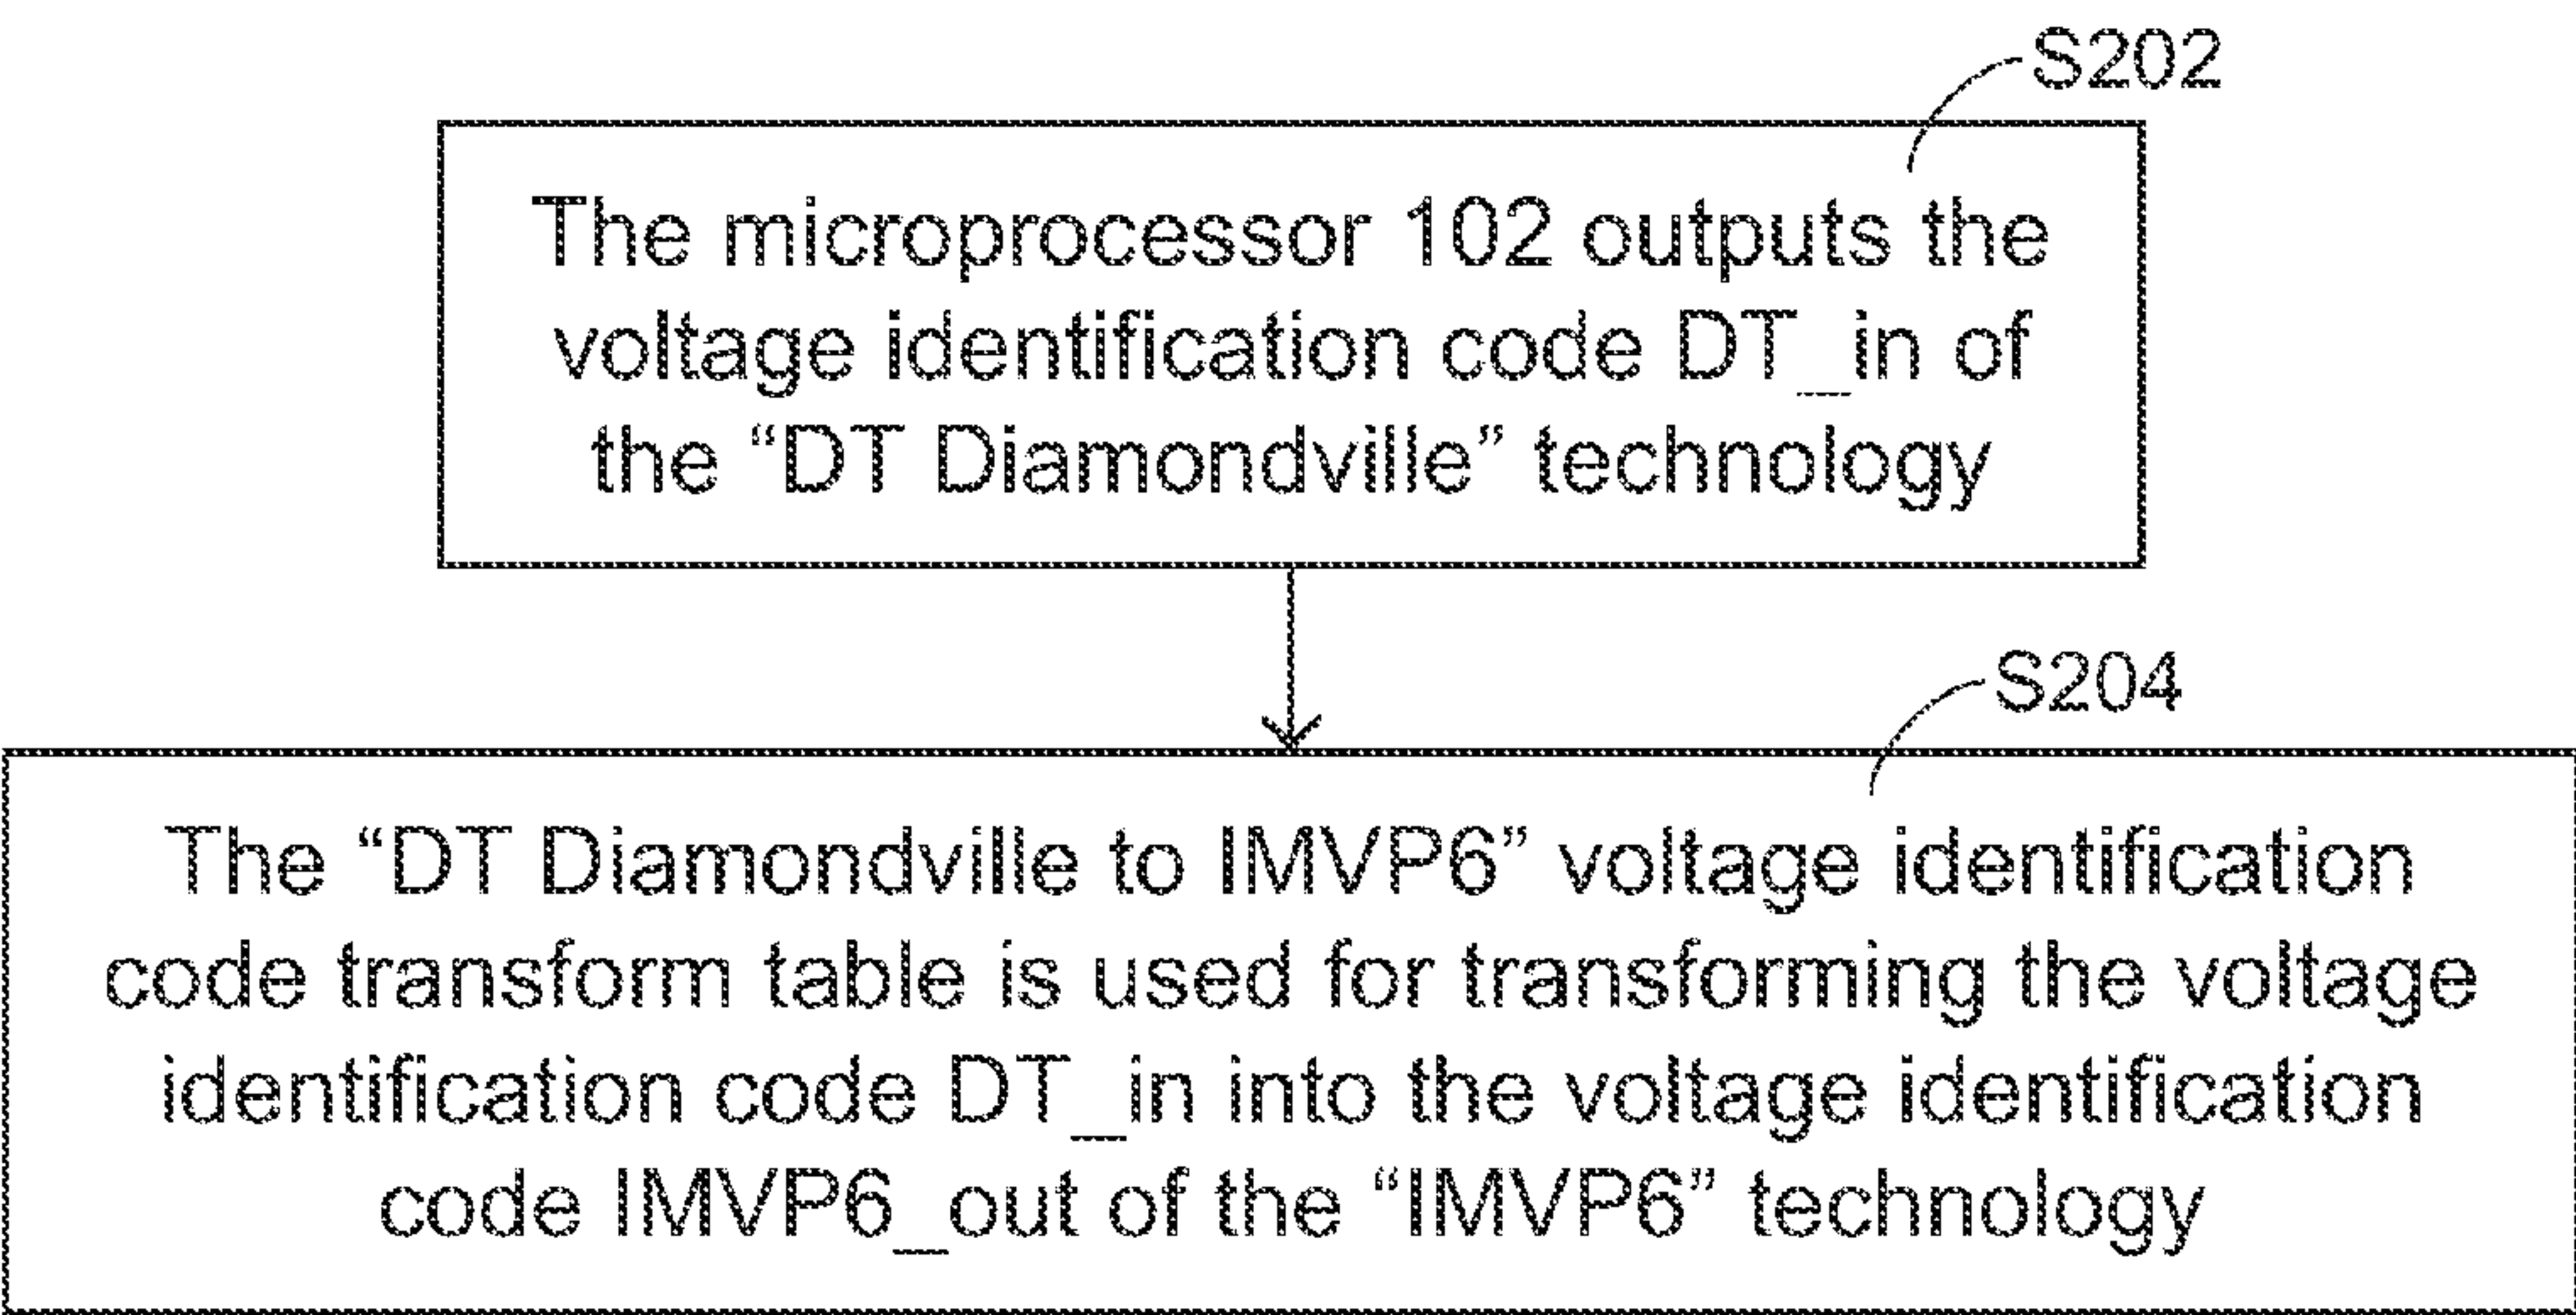 S202
The microprocessor 102 outputs the
voltage identification code DT_in of
the “DT Diamondville” technology
S204
The “DT Diamondville to IMVP6” voltage identification
code transform table is used for transforming the voltage
identification code DT_in into the voltage identification
code IMVP6_out of the “IMVP6” technology